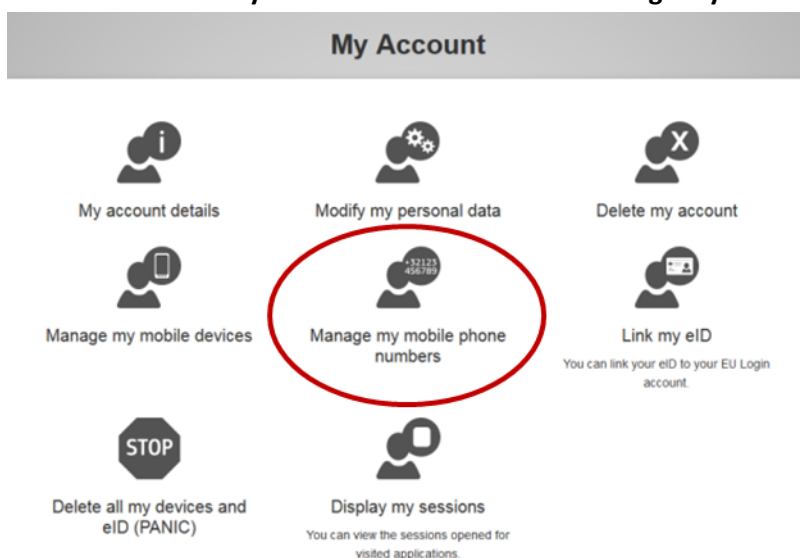 My Account
i
X
My account details
Modify my personal data
Delete my account
+32123
456789
Manage my mobile devices
Manage my mobile phone
numbers
Link my eID
You can link your eID to your EU Login
account.
STOP
Delete all my devices and
eID (PANIC)
Display my sessions
You can view the sessions opened for
visited applications.